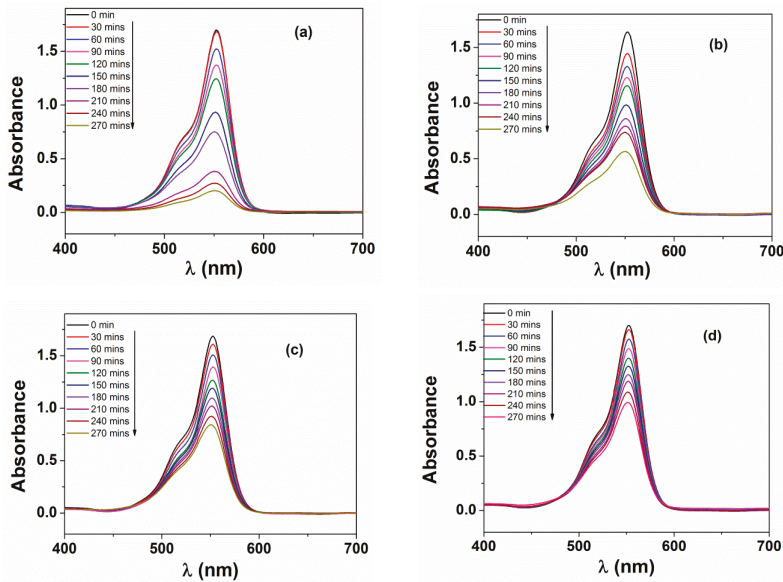 (a)
0 min
30 mins
60 mins
90 mins
120 mins
150 mins
180 mins
210 mins
240 mins
270 mins
Absorbance
1.5
1.0
0.5
0.0
400 500 600 700
λ (nm)
(b)
0 min
30 mins
60 mins
90 mins
120 mins
150 mins
180 mins
210 mins
240 mins
270 mins
Absorbance
1.5
1.0
0.5
0.0
400 500 600 700
λ (nm)
(c)
0 min
30 mins
60 mins
90 mins
120 mins
150 mins
180 mins
210 mins
240 mins
270 mins
Absorbance
1.5
1.0
0.5
0.0
400 500 600 700
λ (nm)
(d)
0 min
30 mins
60 mins
90 mins
120 mins
150 mins
180 mins
210 mins
240 mins
270 mins
Absorbance
1.5
1.0
0.5
0.0
400 500 600 700
λ (nm)